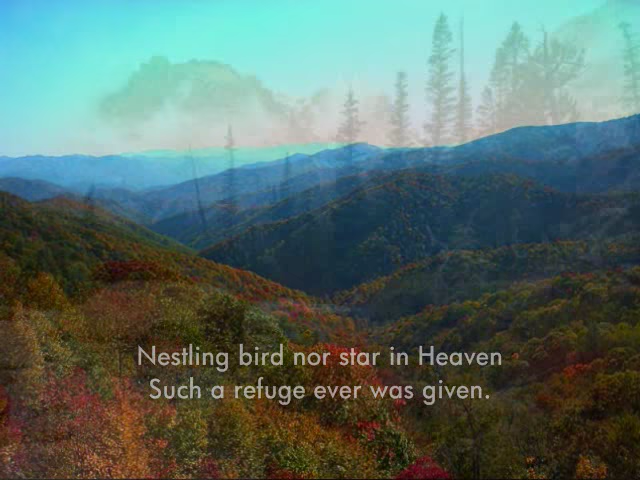 Nestling bird nor star in Heaven
Such a refuge ever was given.